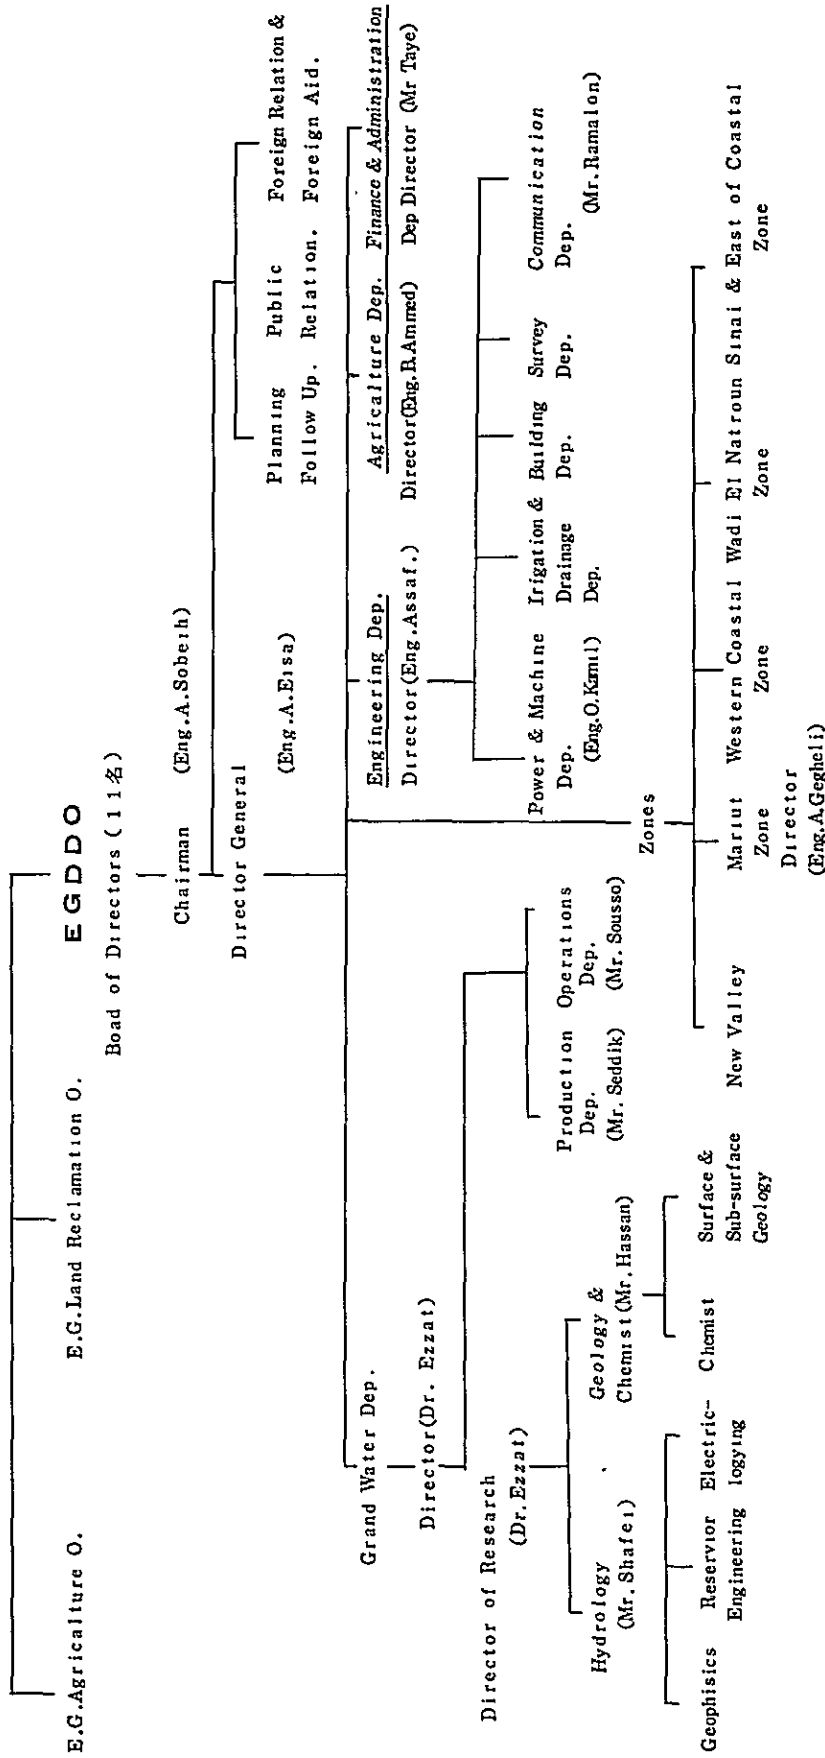 E.G.Agricalture O.
E.G.Land Reclamation O.
EGDDO
Boad of Directors (11名)
Chairman (Eng.A.Sobeih)
Planning Follow Up.
Public Relation.
Foreign Relation & Foreign Aid.
Director General
(Eng.A.Eisa)
Grand Water Dep.
Director(Dr. Ezzat)
Engineering Dep.
Director(Eng.Assaf.)
Agricalture Dep.
Director(Eng.R.Ammed)
Finance & Administration
Dep Director (Mr Taye)
Director of Research
(Dr.Ezzat)
Production Dep.
(Mr.Seddik)
Operations Dep.
(Mr.Sousso)
Power & Machine Dep.
(Eng.O.Kamil)
Irigation & Drainage Dep.
Building Dep.
Survey Dep.
Communication Dep.
(Mr.Ramalon)
Hydrology
(Mr.Shafei)
Geology &
Chemist(Mr.Hassan)
Zones
Geophisics
Reservior Engineering
Electric-logying
Chemist
Surface &
Sub-surface
Geology
New Valley
Mariut Zone
Director
(Eng.A.Gegheli)
Western Coastal Zone
Wadi El Natroun Zone
Sinai & East of Coastal Zone